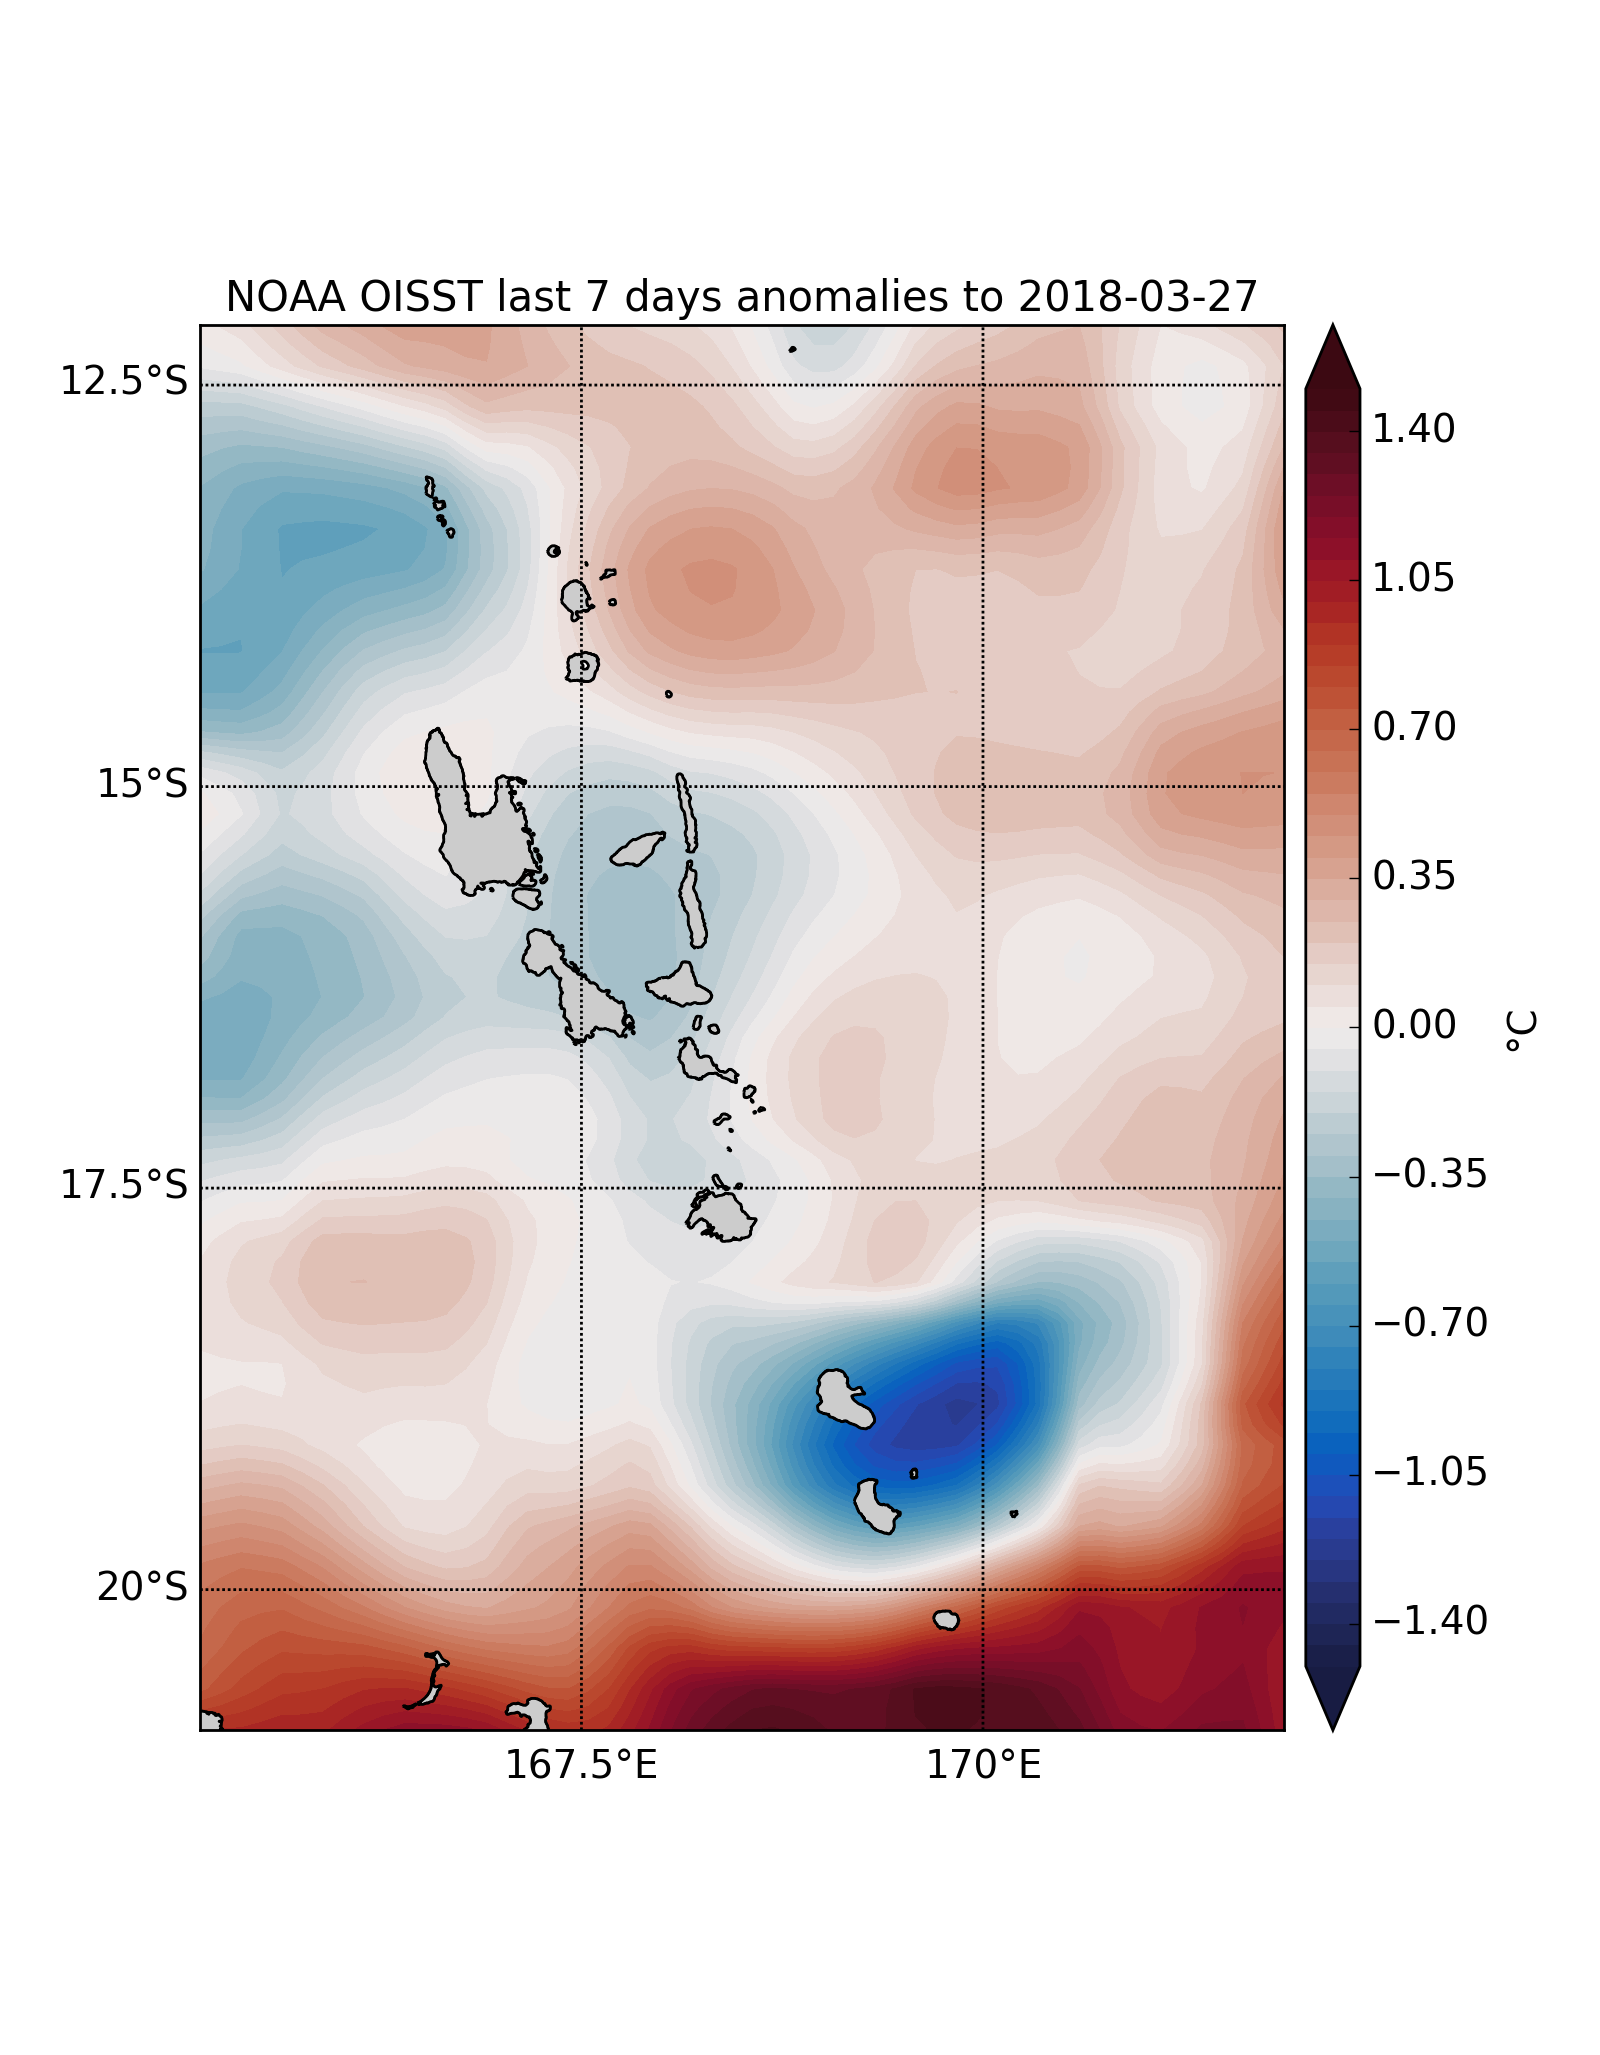 NOAA OISST last 7 days anomalies to 2018-03-27
12.5°S
15°S
17.5°S
20°S
167.5°E
170°E
1.40
1.05
0.70
0.35
0.00
−0.35
−0.70
−1.05
−1.40
°C